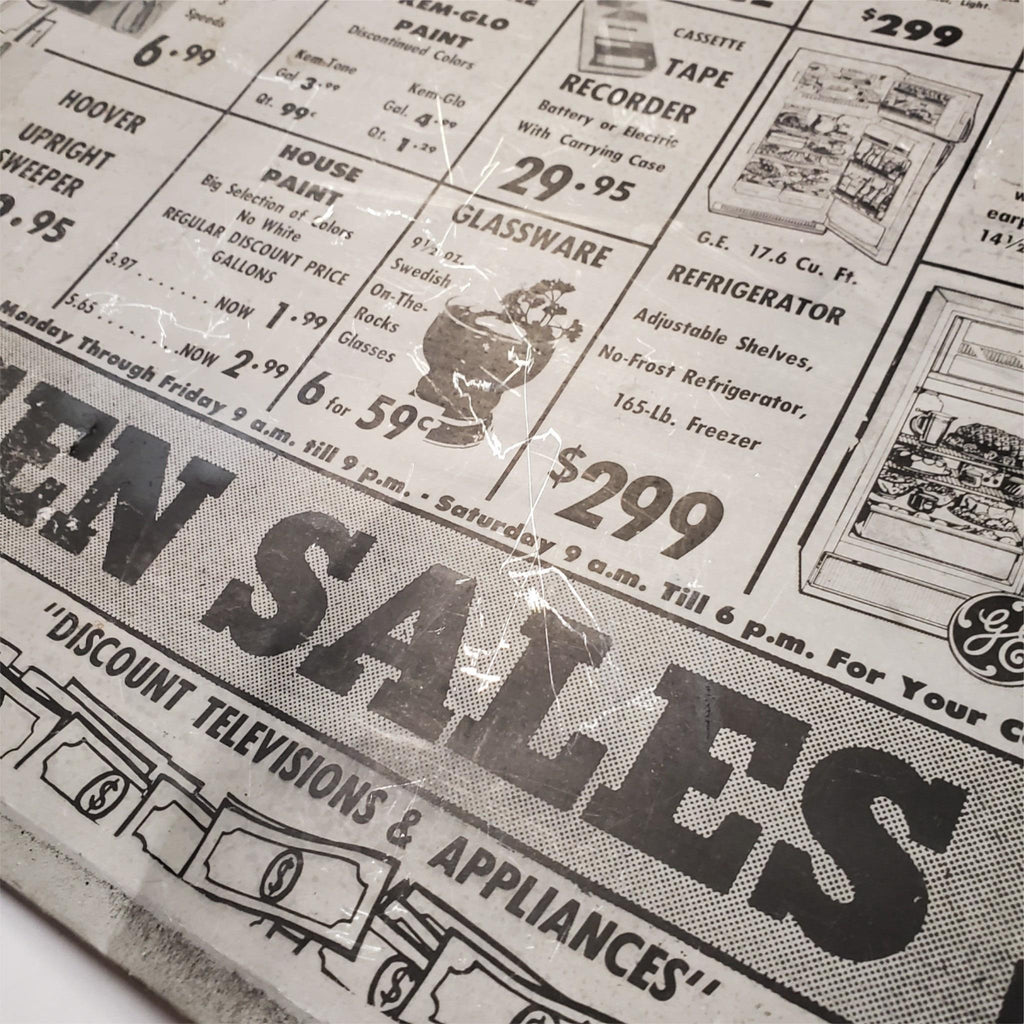 Speeds
6.99
KEM-GLO
PAINT
Discontinued Colors
Kem-Tone
Gal. 3.99
Qt. 99¢
Kem-Glo
Gal. 4.99
Qt. 1.29
CASSETTE
TAPE
RECORDER
Battery or Electric
With Carrying Case
29.95
Light.
$299
HOOVER
UPRIGHT
SWEEPER
.95
HOUSE
PAINT
Big Selection of Colors
No White
REGULAR DISCOUNT PRICE
GALLONS
3.97 ........ NOW 1.99
5.65 ........ NOW 2.99
GLASSWARE
9½ oz.
Swedish
On-The-
Rocks
Glasses
6 for 59¢
G.E. 17.6 Cu. Ft.
REFRIGERATOR
Adjustable Shelves,
No-Frost Refrigerator,
165-Lb. Freezer
$299
14½
GE
Monday Through Friday 9 a.m. till 9 p.m. - Saturday 9 a.m. Till 6 p.m. For Your
EN SALES
"DISCOUNT TELEVISIONS & APPLIANCES"
$
$
$